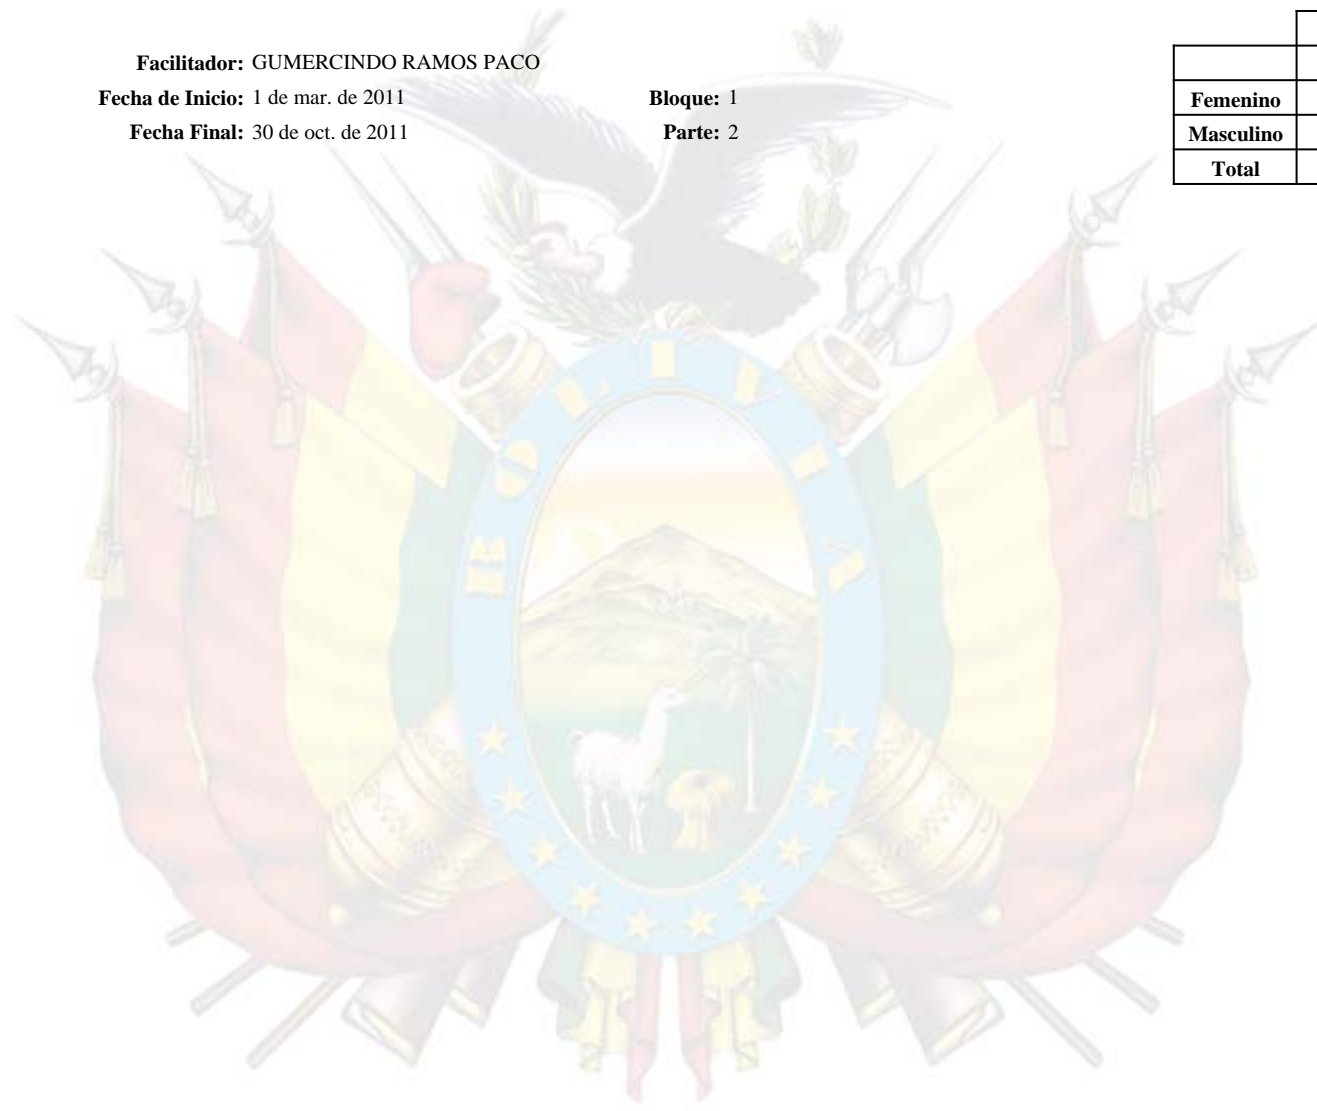 Facilitador: GUMERCINDO RAMOS PACO
Fecha de Inicio: 1 de mar. de 2011 Bloque: 1
Fecha Final: 30 de oct. de 2011 Parte: 2
Femenino
Masculino
Total
BOLIVIA